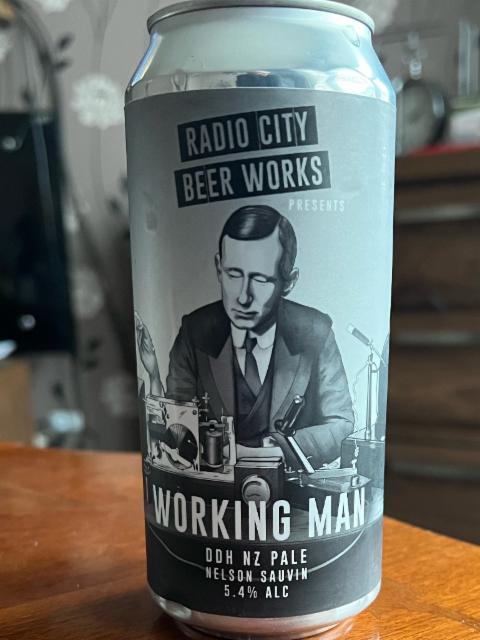 RADIO CITY
BEER WORKS
PRESENTS
WORKING MAN
DDH NZ PALE
NELSON SAUVIN
5.4% ALC